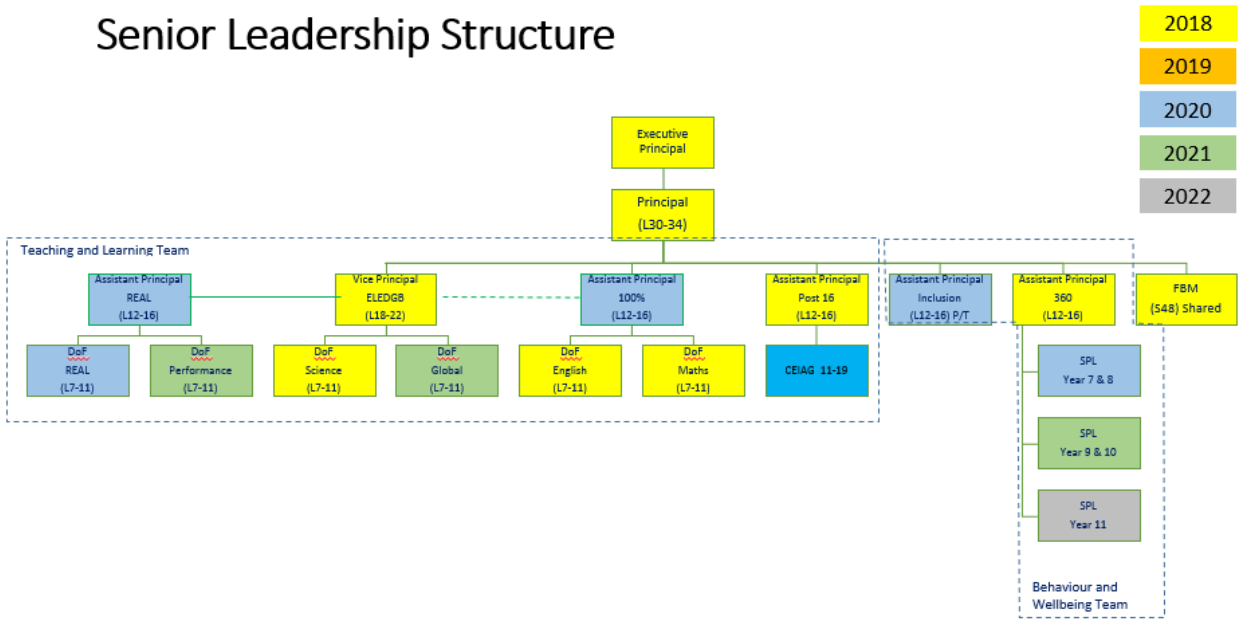 Senior Leadership Structure
2018
2019
2020
2021
2022
Executive
Principal
Principal
(L30-34)
Teaching and Learning Team
Assistant Principal
REAL
(L12-16)
Vice Principal
ELEDGB
(L18-22)
Assistant Principal
100%
(L12-16)
Assistant Principal
Post 16
(L12-16)
Assistant Principal
Inclusion
(L12-16) P/T
Assistant Principal
360
(L12-16)
FBM
(S48) Shared
DoF
REAL
(L7-11)
DoF
Performance
(L7-11)
DoF
Science
(L7-11)
DoF
Global
(L7-11)
DoF
English
(L7-11)
DoF
Maths
(L7-11)
CEIAG 11-19
SPL
Year 7 & 8
SPL
Year 9 & 10
SPL
Year 11
Behaviour and
Wellbeing Team